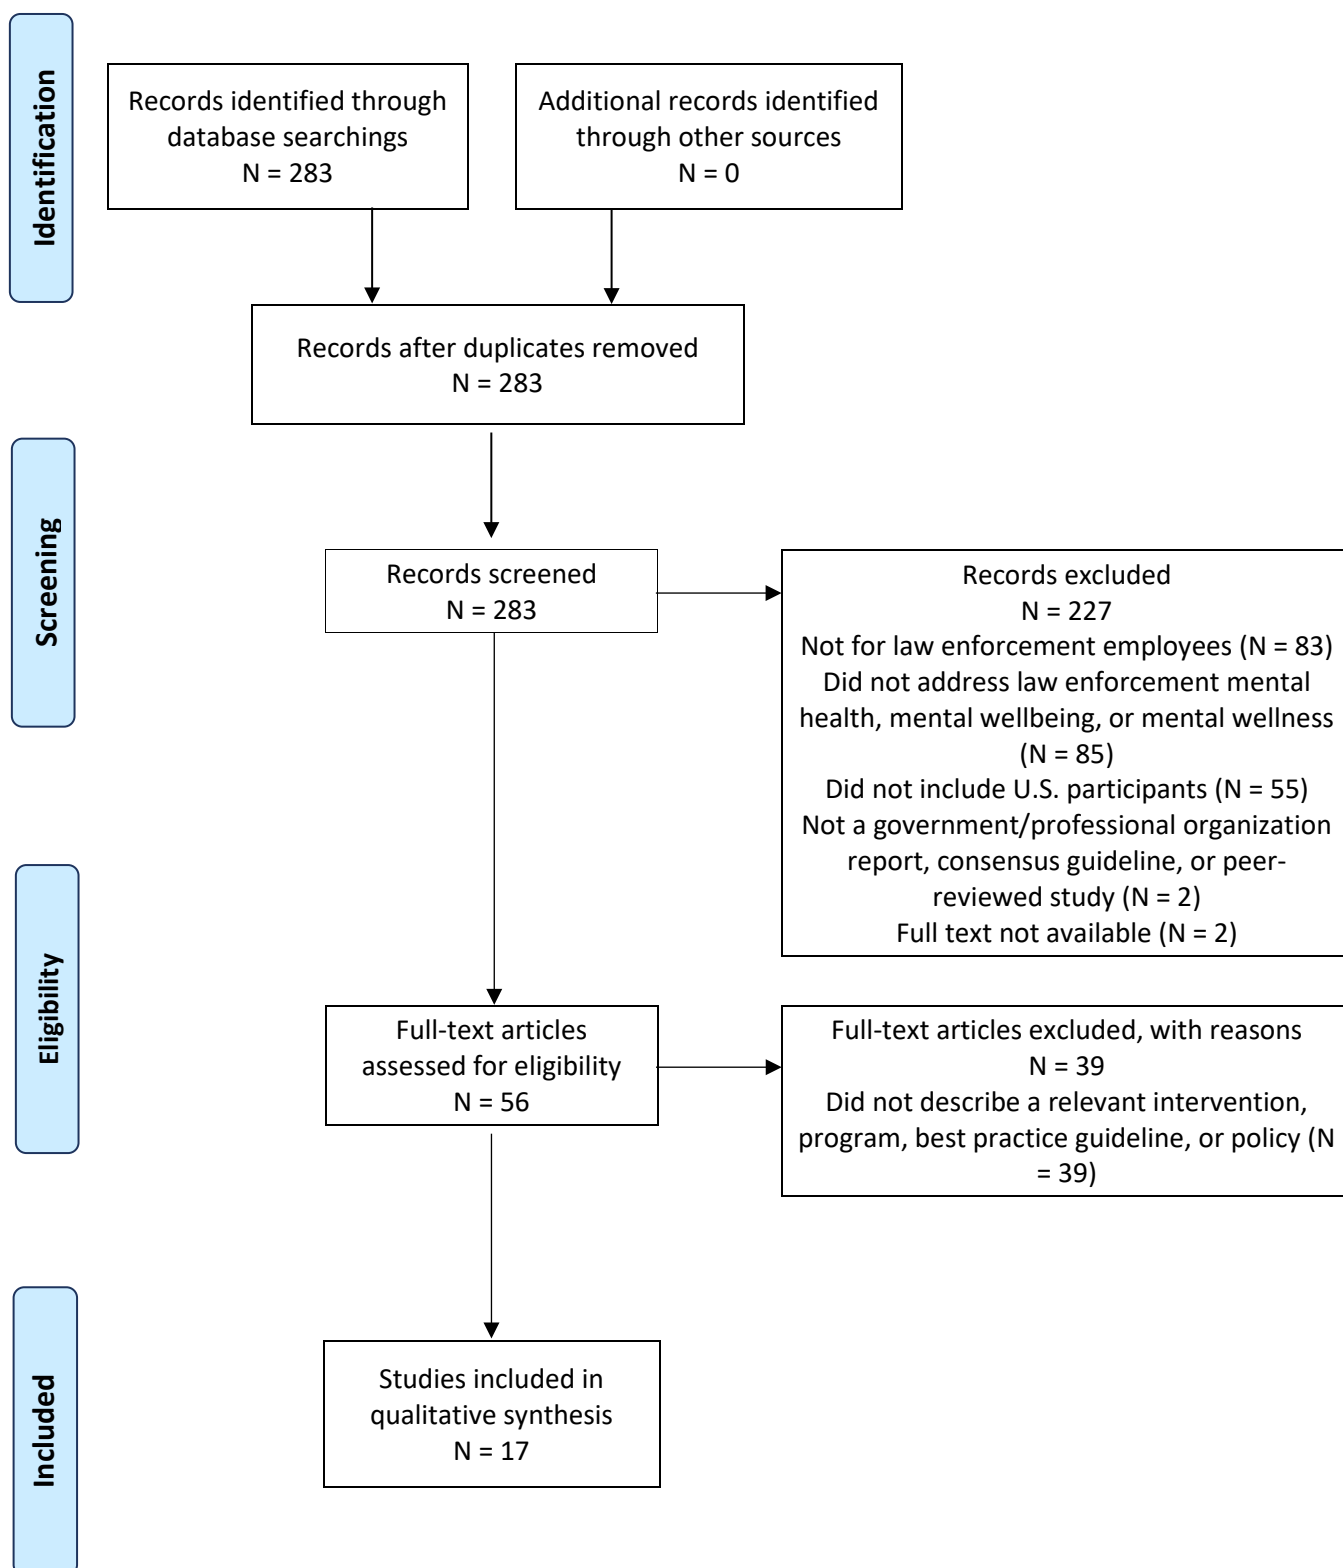 Identification
Records identified through
database searchings
N = 283
Additional records identified
through other sources
N = 0
Records after duplicates removed
N = 283
Screening
Records screened
N = 283
Records excluded
N = 227
Not for law enforcement employees (N = 83)
Did not address law enforcement mental
health, mental wellbeing, or mental wellness
(N = 85)
Did not include U.S. participants (N = 55)
Not a government/professional organization
report, consensus guideline, or peer-
reviewed study (N = 2)
Full text not available (N = 2)
Eligibility
Full-text articles
assessed for eligibility
N = 56
Full-text articles excluded, with reasons
N = 39
Did not describe a relevant intervention,
program, best practice guideline, or policy (N
= 39)
Included
Studies included in
qualitative synthesis
N = 17